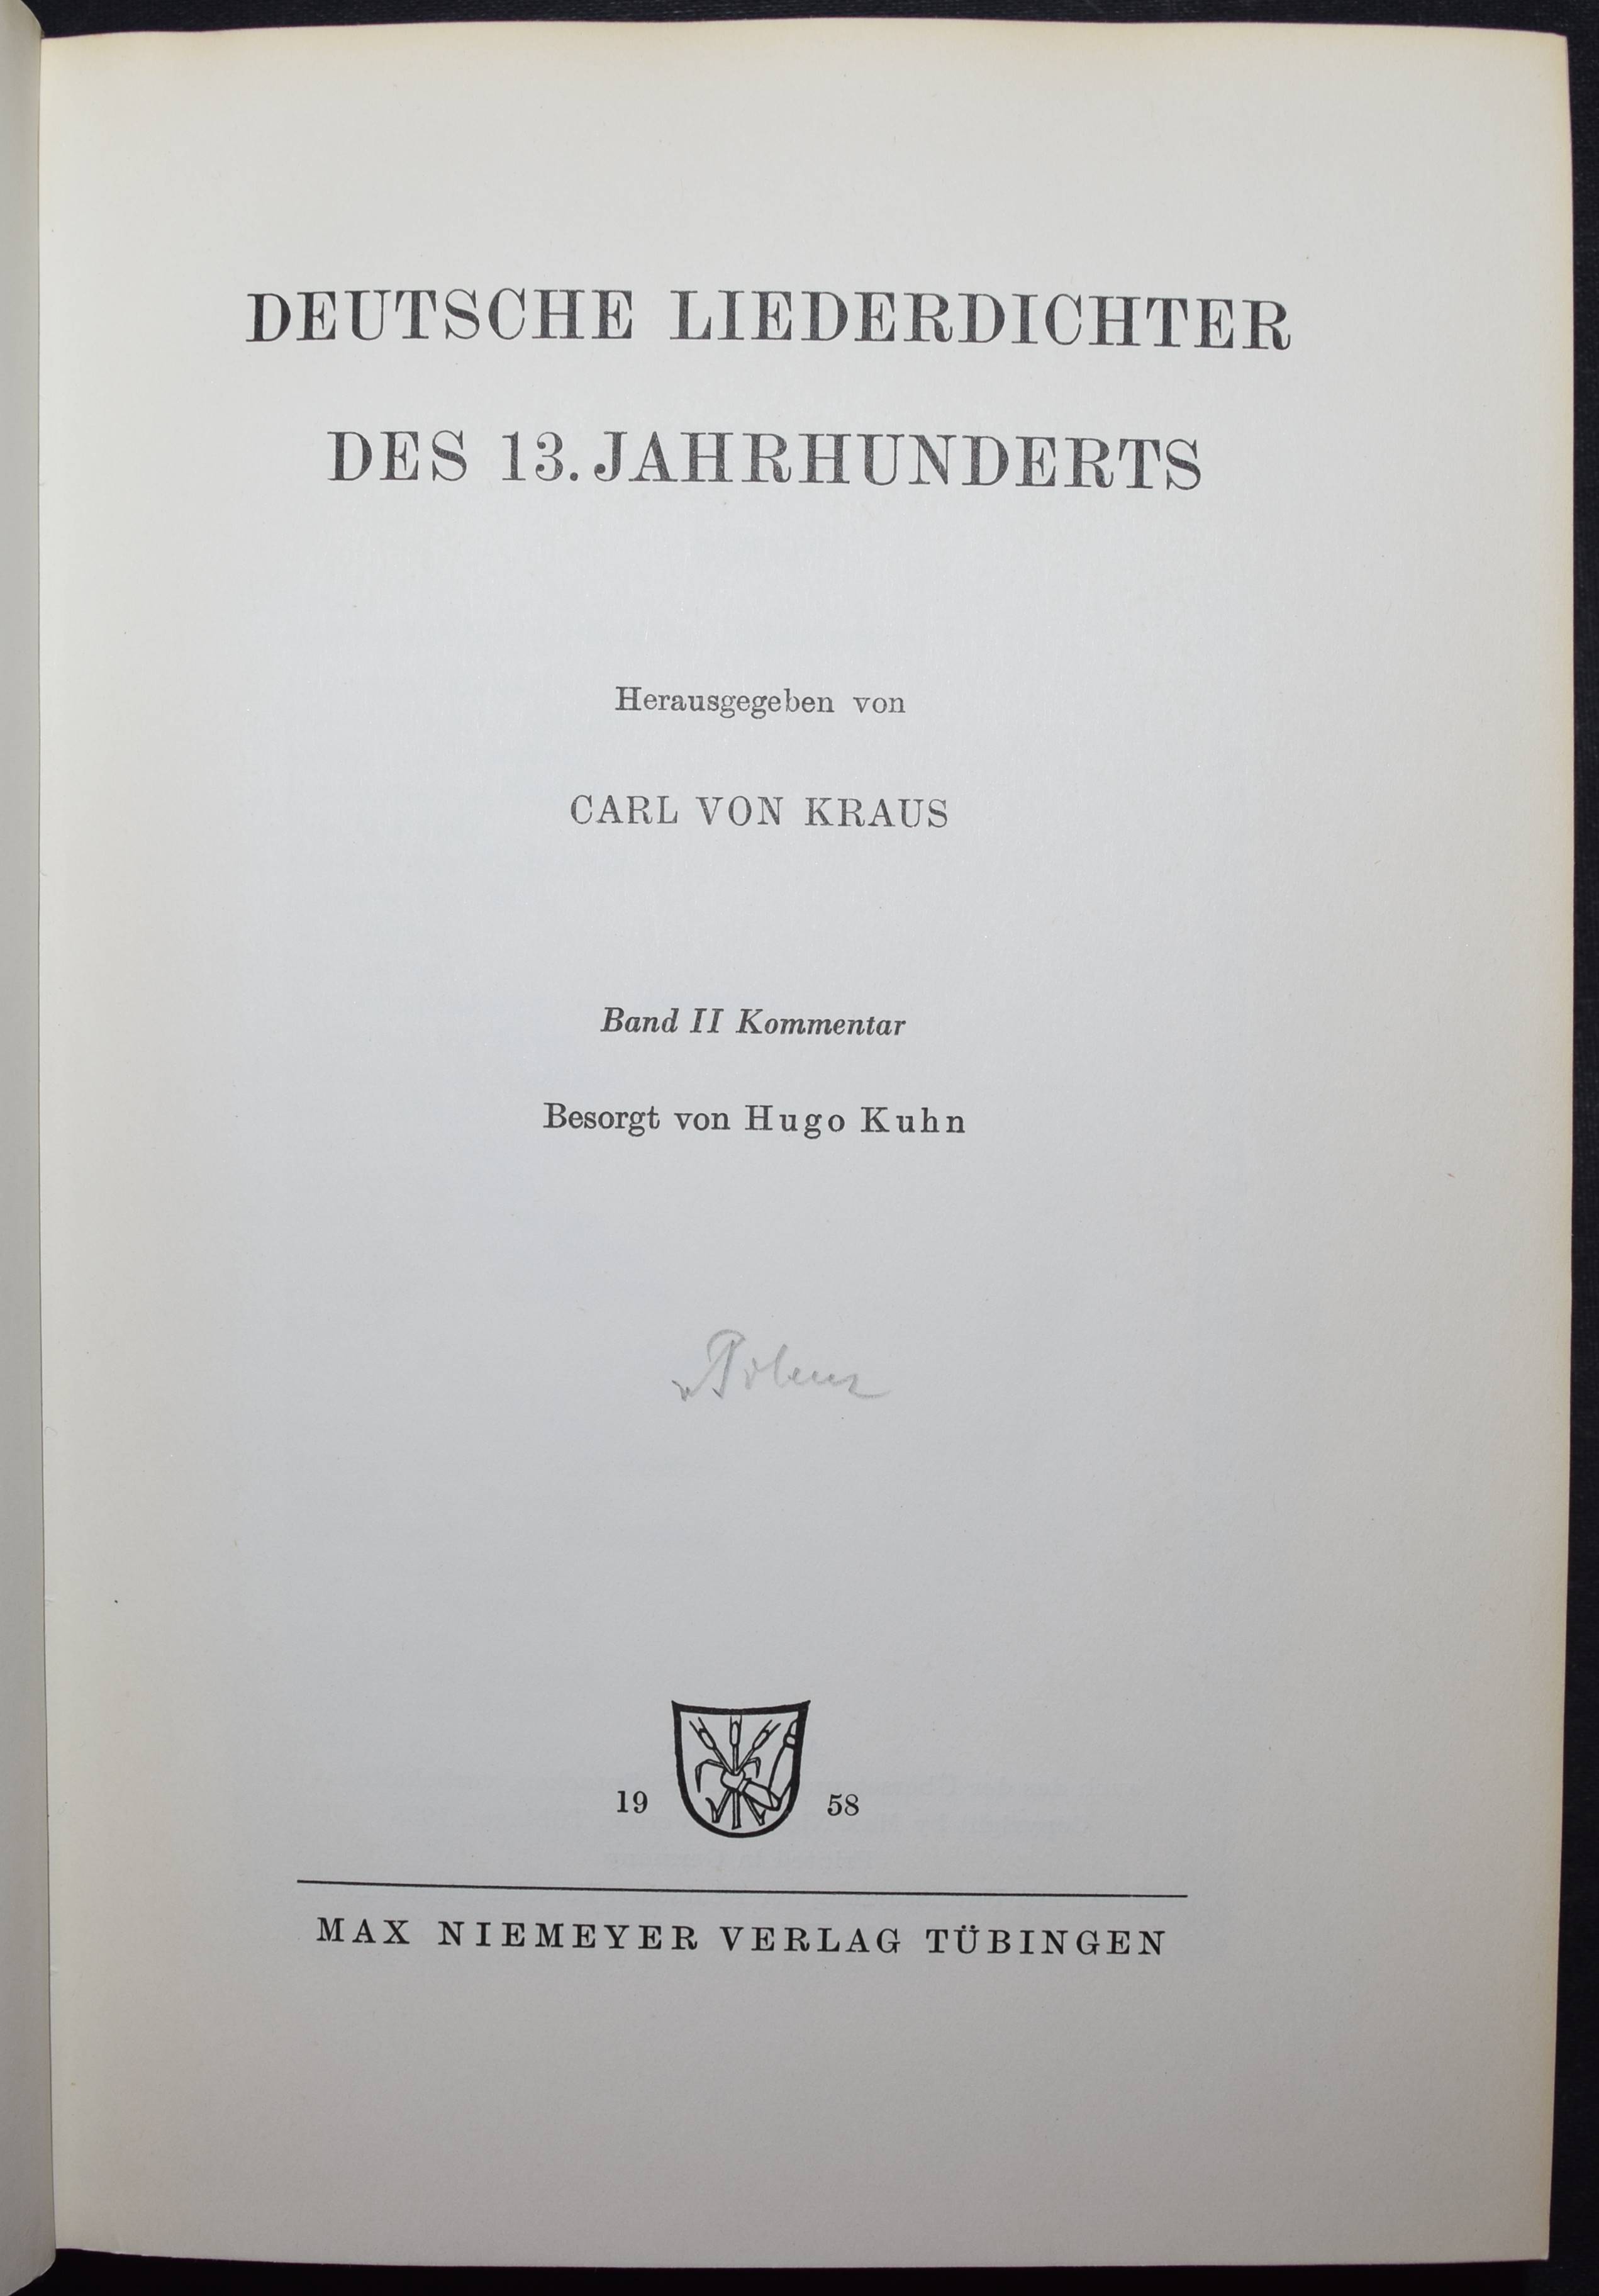 DEUTSCHE LIEDERDICHTER
DES 13. JAHRHUNDERTS
Herausgegeben von
CARL VON KRAUS
Band II Kommentar
Besorgt von Hugo Kuhn
vPolenz
19 58
MAX NIEMEYER VERLAG TÜBINGEN